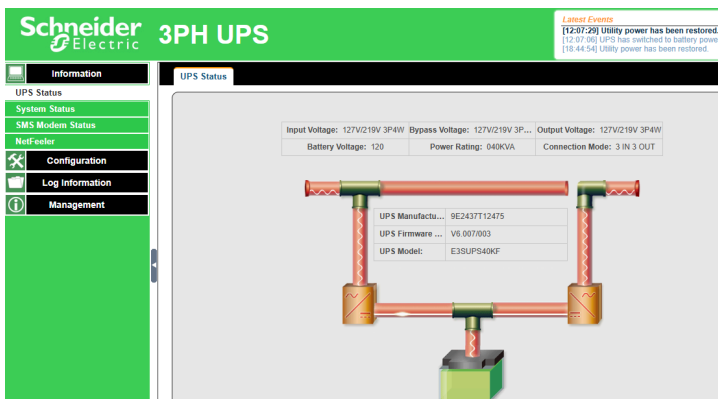 Schneider
Electric
3PH UPS
Latest Events
[12:07:29] Utility power has been restored.
[12:07:06] UPS has switched to battery powe
[18:44:54] Utility power has been restored.
Information
UPS Status
System Status
SMS Modem Status
NetFeeler
Configuration
Log Information
Management
UPS Status
Input Voltage: 127V/219V 3P4W Bypass Voltage: 127V/219V 3P... Output Voltage: 127V/219V 3P4W
Battery Voltage: 120 Power Rating: 040KVA Connection Mode: 3 IN 3 OUT
UPS Manufactu... 9E2437T12475
UPS Firmware ... V6.007/003
UPS Model: E3SUPS40KF